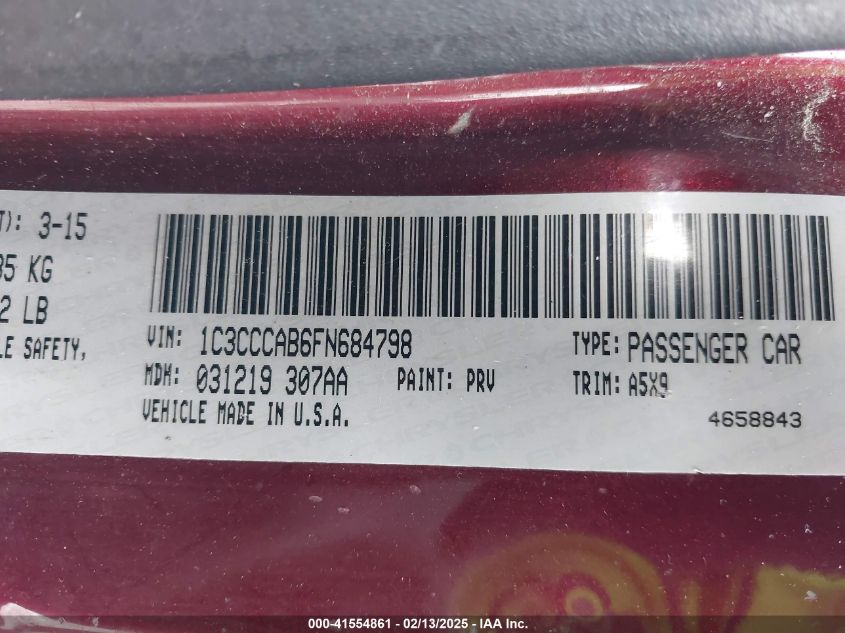 T): 3-15
35 KG
2 LB
LE SAFETY,
VIN: 1C3CCCAB6FN684798
TYPE: PASSENGER CAR
MDH: 031219 307AA
PAINT: PRV
TRIM: A5X9
VEHICLE MADE IN U.S.A.
4658843
000-41554861 - 02/13/2025 - IAA Inc.